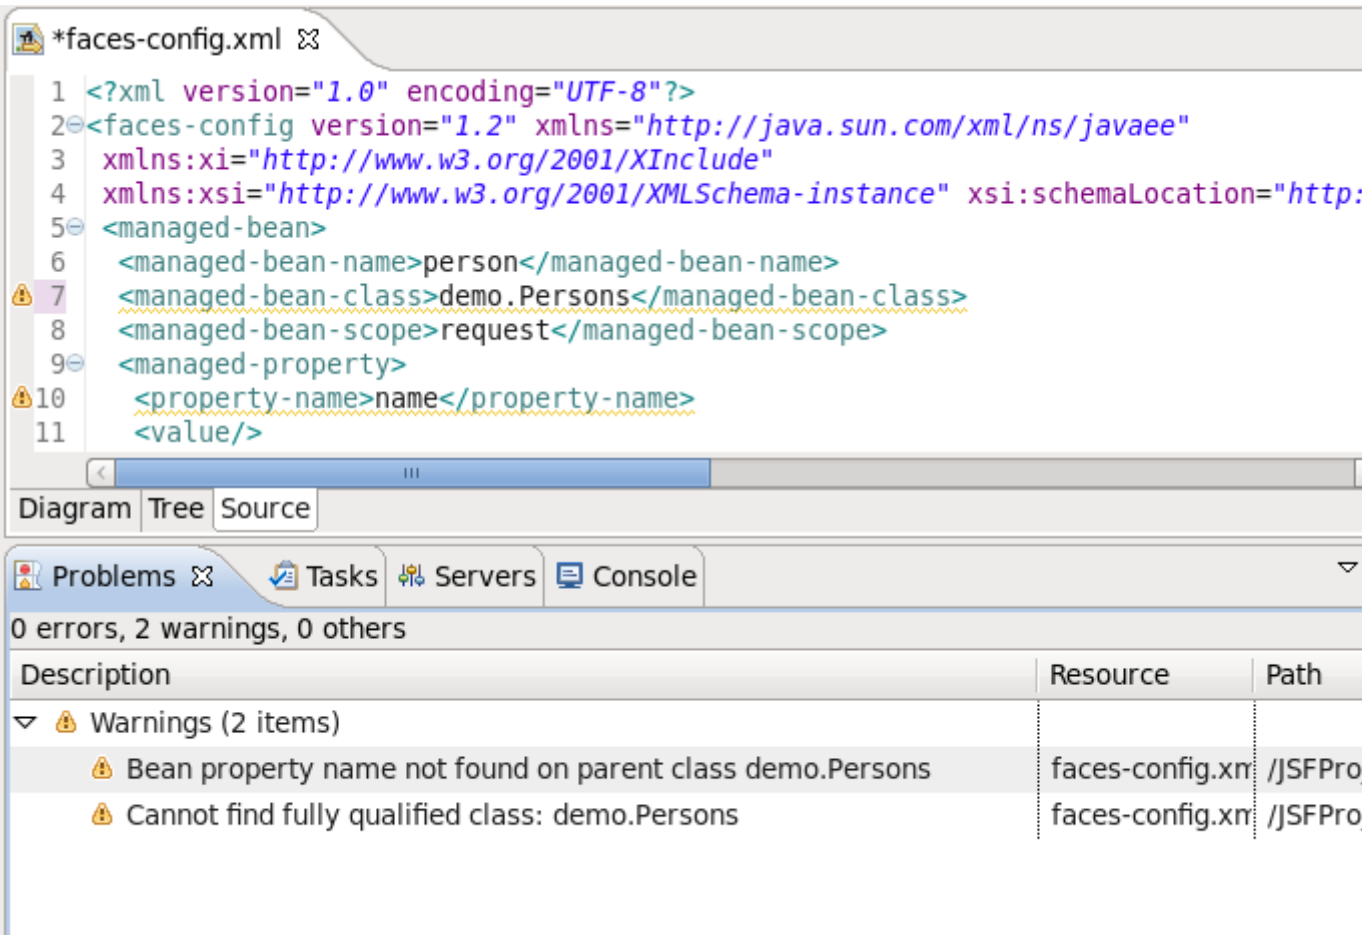 *faces-config.xml
1 <?xml version="1.0" encoding="UTF-8"?>
2 <faces-config version="1.2" xmlns="http://java.sun.com/xml/ns/javaee"
3 xmlns:xi="http://www.w3.org/2001/XInclude"
4 xmlns:xsi="http://www.w3.org/2001/XMLSchema-instance" xsi:schemaLocation="http:
5 <managed-bean>
6 <managed-bean-name>person</managed-bean-name>
7 <managed-bean-class>demo.Persons</managed-bean-class>
8 <managed-bean-scope>request</managed-bean-scope>
9 <managed-property>
10 <property-name>name</property-name>
11 <value/>
Diagram Tree Source
Problems Tasks Servers Console
0 errors, 2 warnings, 0 others
Description Resource Path
Warnings (2 items)
Bean property name not found on parent class demo.Persons faces-config.xm /JSFPro
Cannot find fully qualified class: demo.Persons faces-config.xm /JSFPro